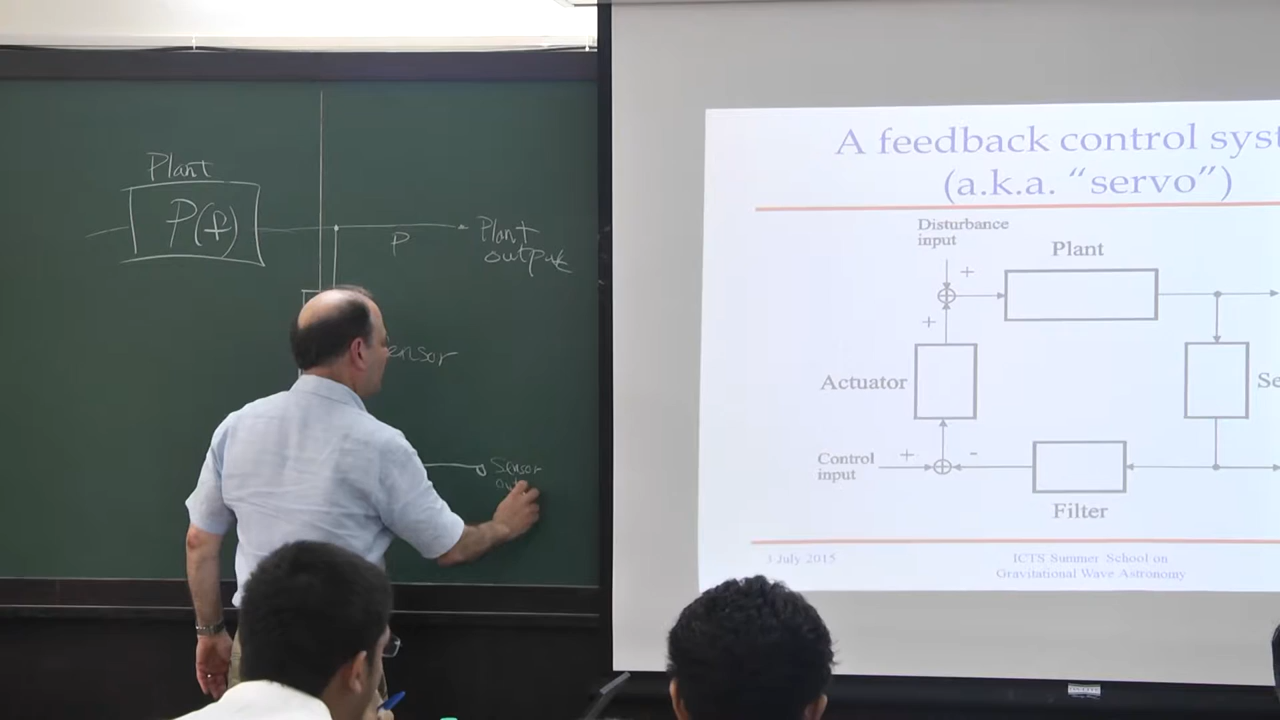 Plant
P(f)
P
Plant
output
ensor
Sensor
out
A feedback control syst
(a.k.a. “servo”)
Disturbance
input
+
Plant
+
Actuator
Se
Control
input
+
-
Filter
3 July 2015
ICTS Summer School on
Gravitational Wave Astronomy